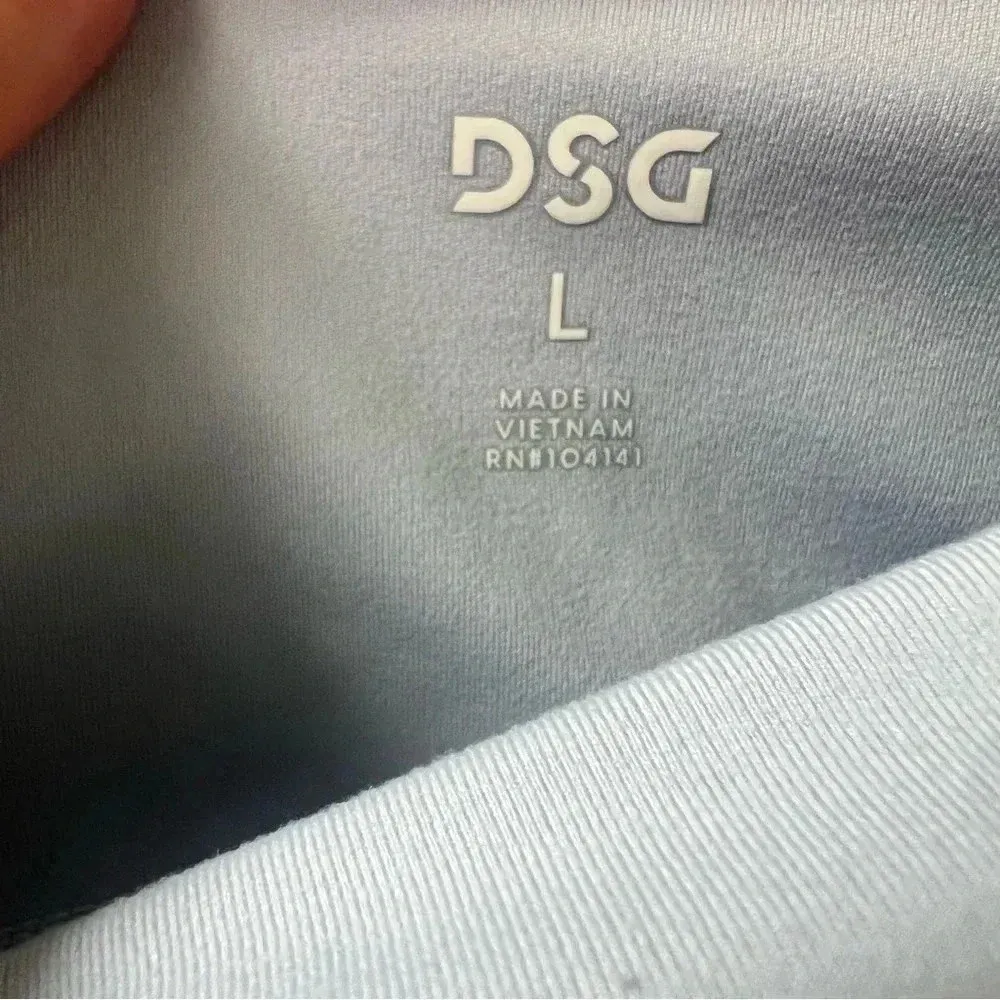 DSG
L
MADE IN
VIETNAM
RN#104141